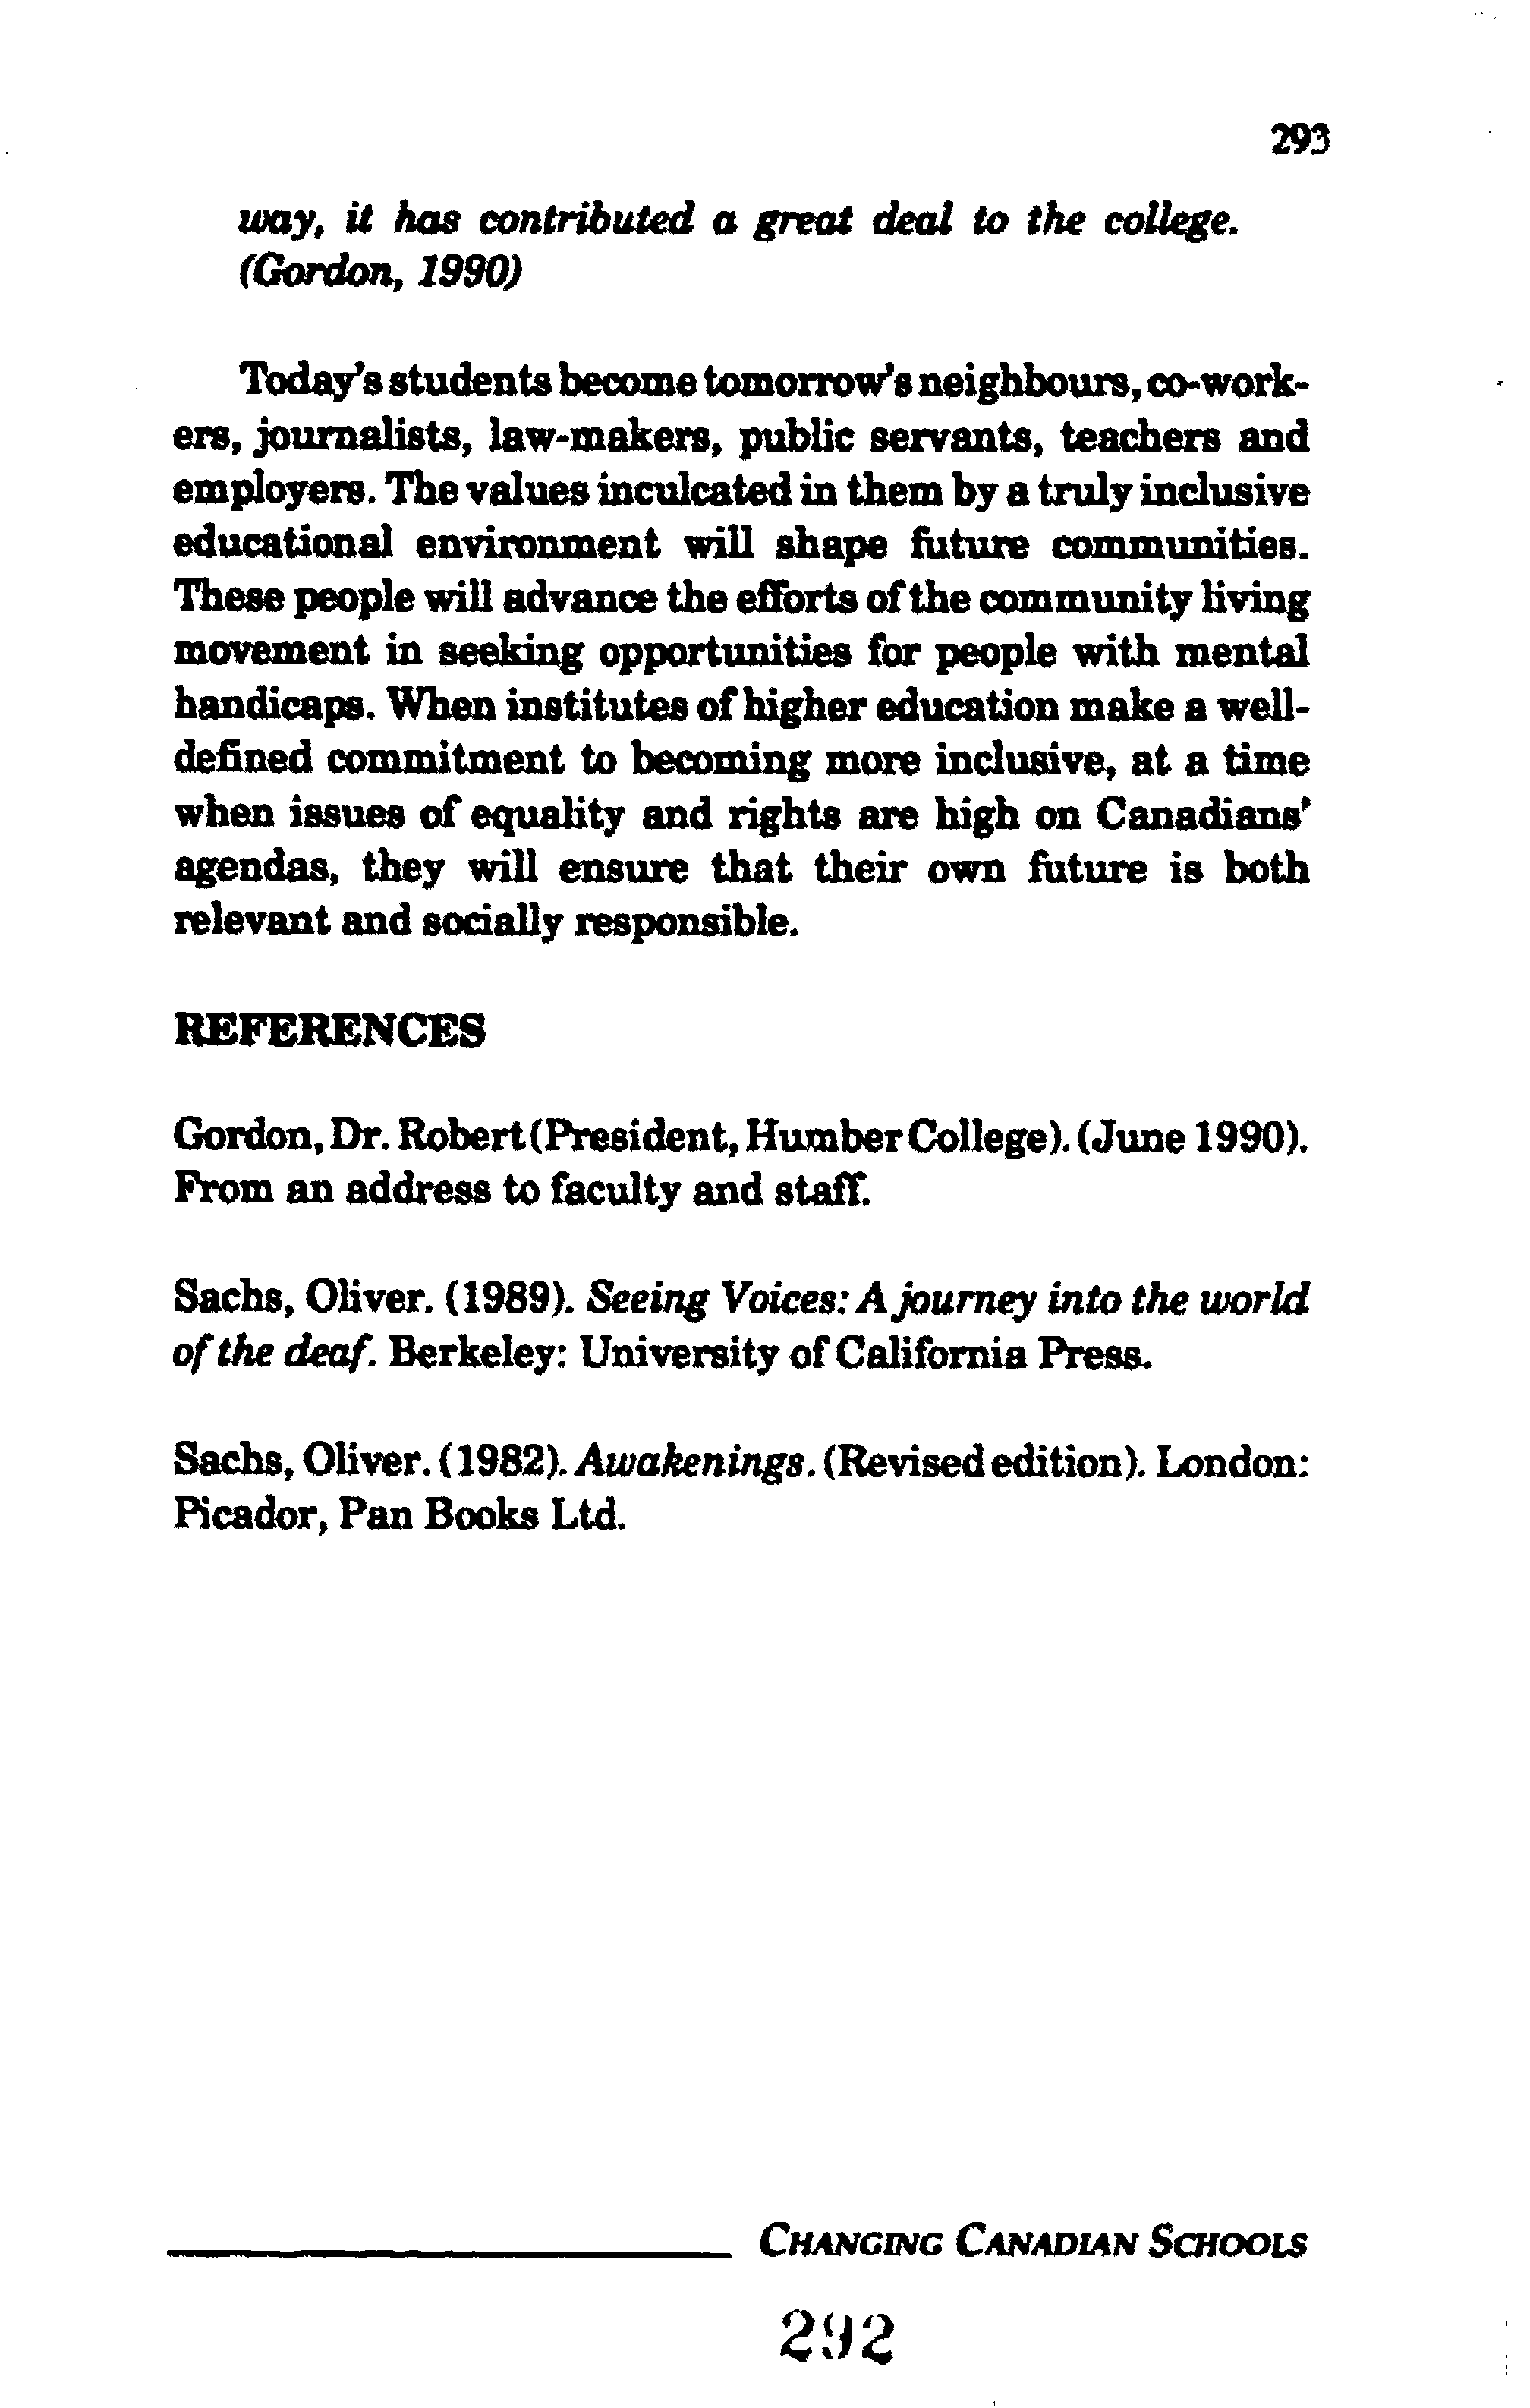 293
way, it has contributed a great deal to the college.
(Gordon, 1990)
Today's students become tomorrow's neighbours, co-work-
ers, journalists, law-makers, public servants, teachers and
employers. The values inculcated in them by a truly inclusive
educational environment will shape future communities.
These people will advance the efforts of the community living
movement in seeking opportunities for people with mental
handicaps. When institutes of higher education make a well-
defined commitment to becoming more inclusive, at a time
when issues of equality and rights are high on Canadians'
agendas, they will ensure that their own future is both
relevant and socially responsible.
REFERENCES
Gordon, Dr. Robert (President, Humber College). (June 1990).
From an address to faculty and staff.
Sachs, Oliver. (1989). Seeing Voices: A journey into the world
of the deaf. Berkeley: University of California Press.
Sachs, Oliver. (1982). Awakenings. (Revised edition). London:
Picador, Pan Books Ltd.
CHANGING CANADIAN SCHOOLS
292